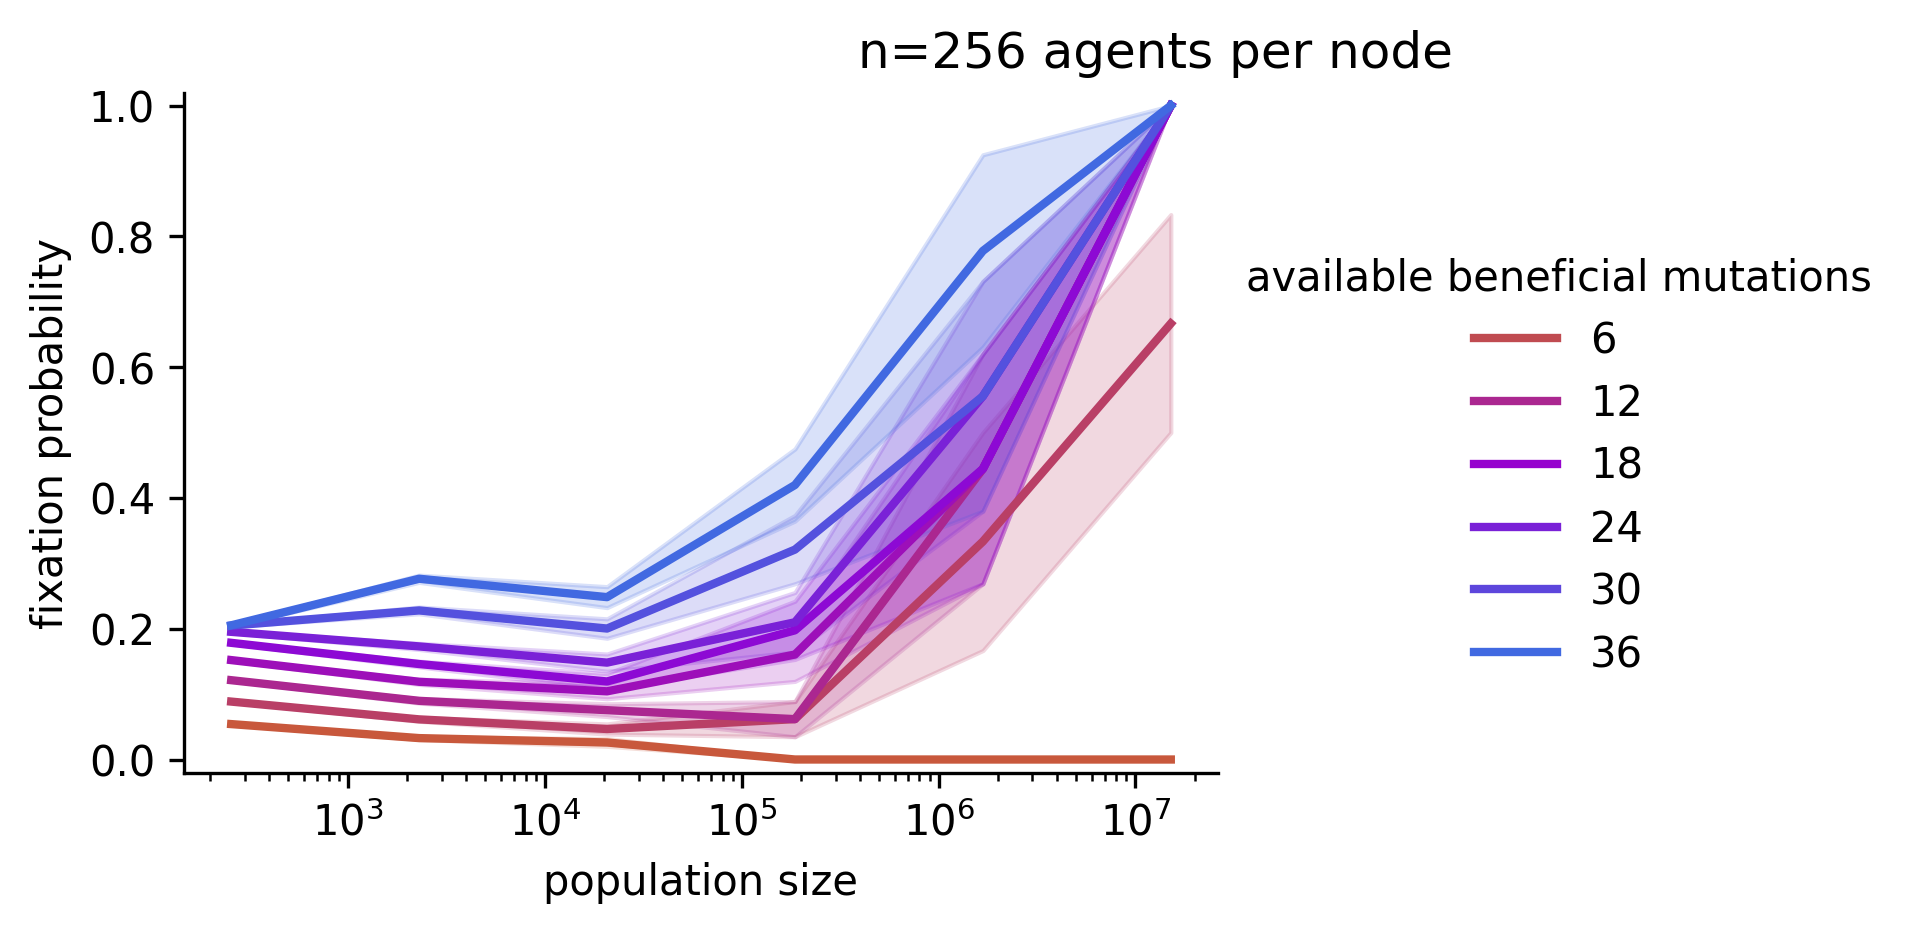 n=256 agents per node
1.0
0.8
0.6
0.4
0.2
0.0
fixation probability
10³ 10⁴ 10⁵ 10⁶ 10⁷
population size
available beneficial mutations
6
12
18
24
30
36